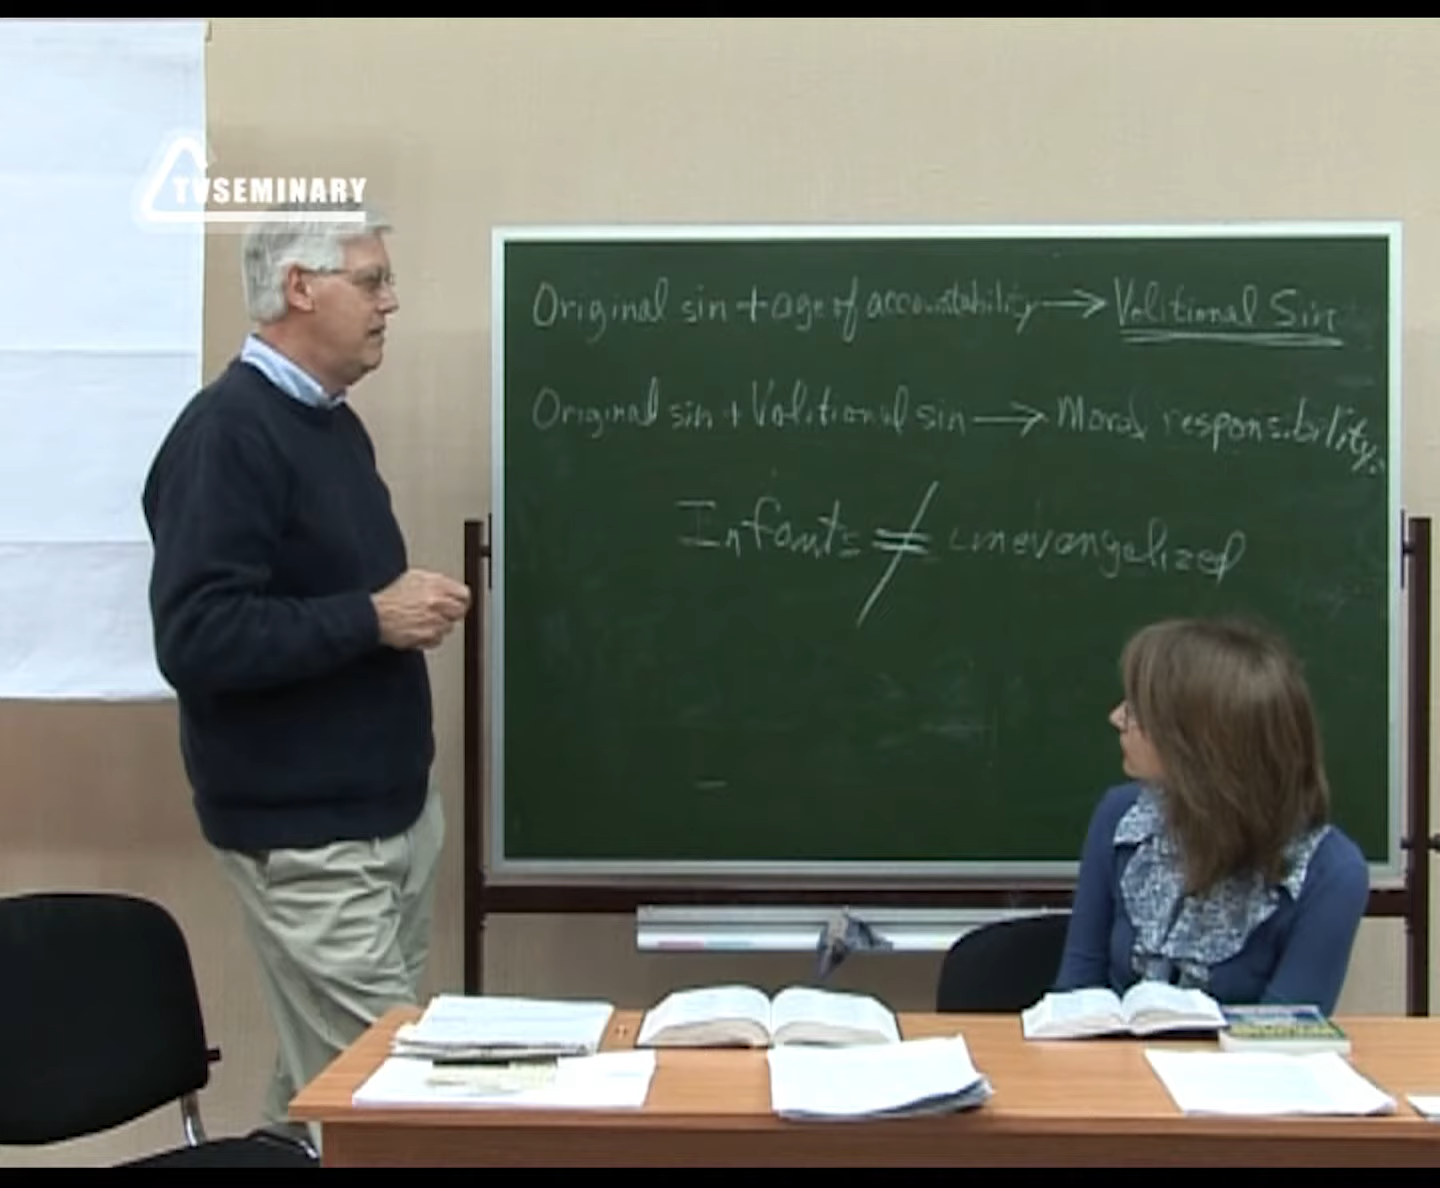 TVSEMINARY
Original sin + age of accountability → Volitional Sin
Original sin + Volitional sin → Moral responsibility.
Infants ≠ unevangelized